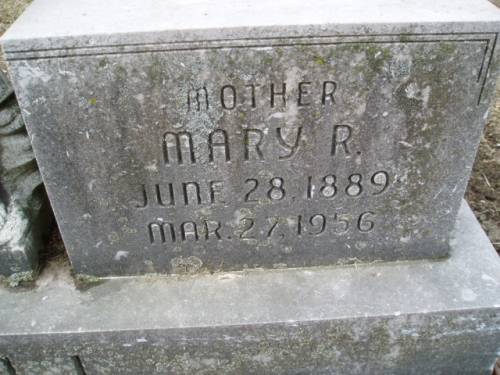 MOTHER
MARY R.
JUNE 28, 1889
MAR. 27, 1956